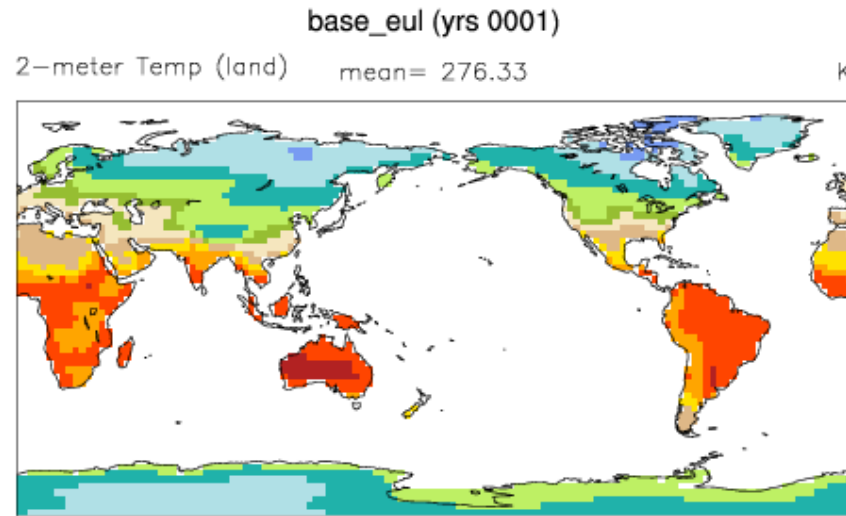 base_eul (yrs 0001)
2-meter Temp (land) mean= 276.33 K